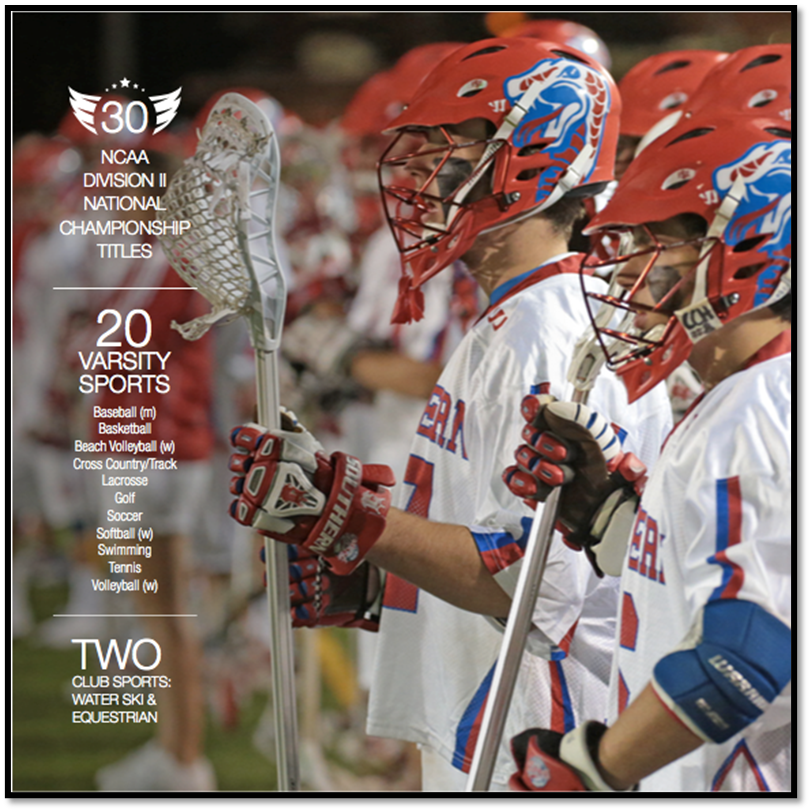 30
NCAA
DIVISION II
NATIONAL
CHAMPIONSHIP
TITLES
20
VARSITY
SPORTS
Baseball (m)
Basketball
Beach Volleyball (w)
Cross Country/Track
Lacrosse
Golf
Soccer
Softball (w)
Swimming
Tennis
Volleyball (w)
TWO
CLUB SPORTS:
WATER SKI &
EQUESTRIAN